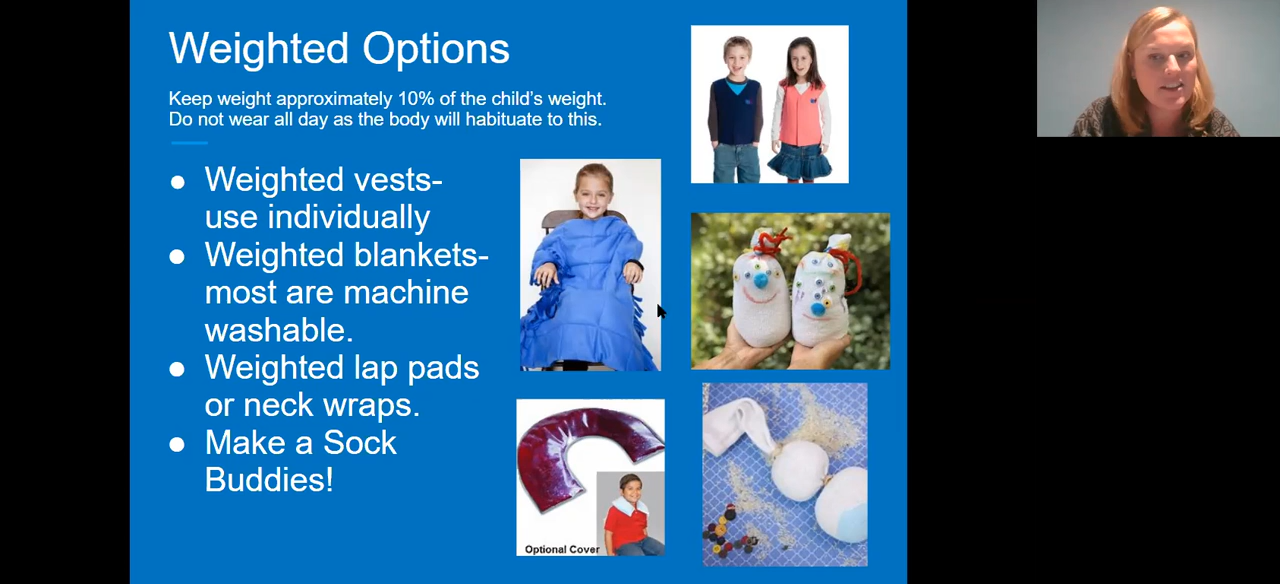 Weighted Options
Keep weight approximately 10% of the child's weight.
Do not wear all day as the body will habituate to this.
● Weighted vests-
use individually
● Weighted blankets-
most are machine
washable.
● Weighted lap pads
or neck wraps.
● Make a Sock
Buddies!
Optional Cover